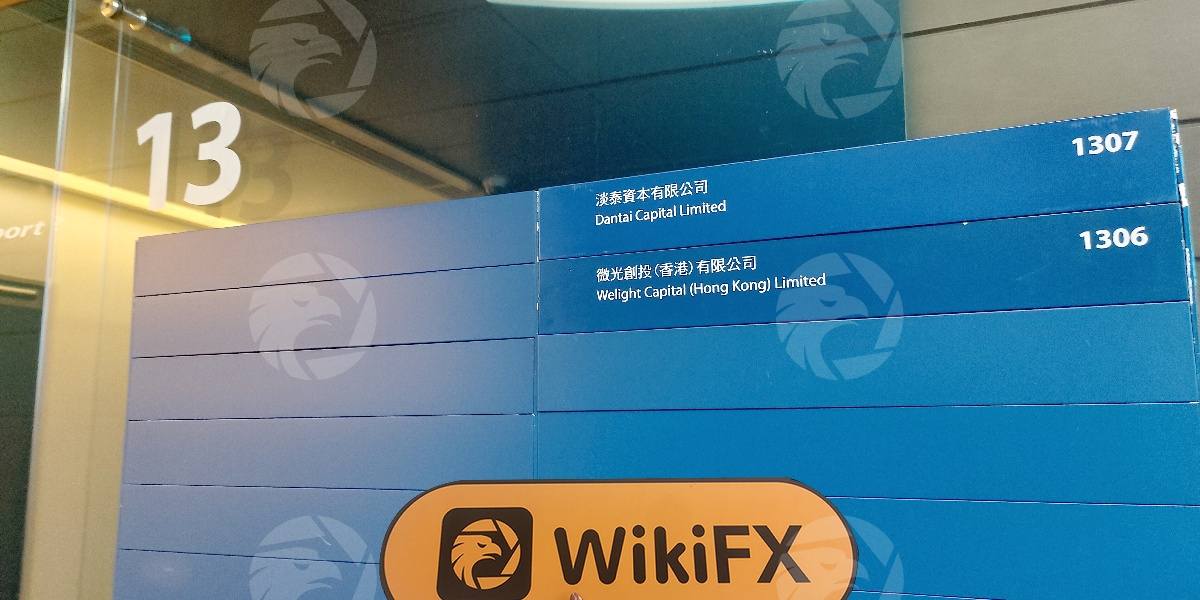 13
port
1307
淡泰資本有限公司
Dantai Capital Limited
1306
微光創投(香港)有限公司
Welight Capital (Hong Kong) Limited
WikiFX